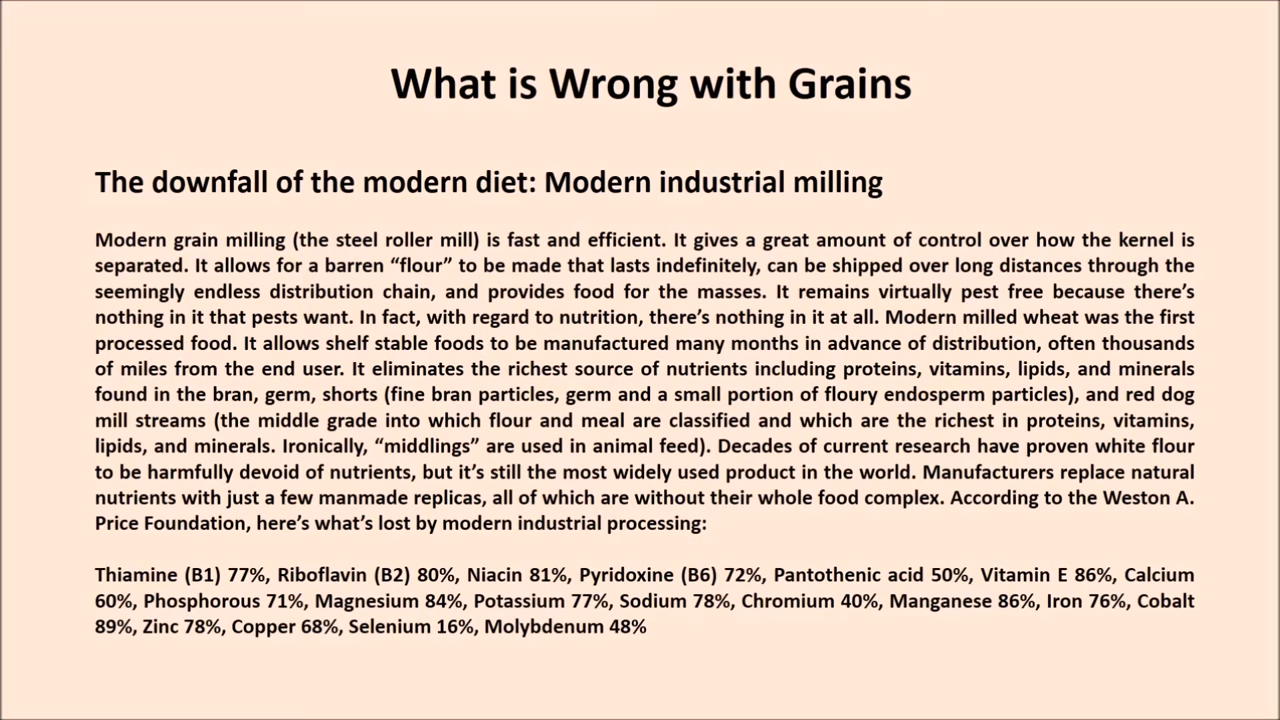 What is Wrong with Grains
The downfall of the modern diet: Modern industrial milling
Modern grain milling (the steel roller mill) is fast and efficient. It gives a great amount of control over how the kernel is
separated. It allows for a barren “flour” to be made that lasts indefinitely, can be shipped over long distances through the
seemingly endless distribution chain, and provides food for the masses. It remains virtually pest free because there’s
nothing in it that pests want. In fact, with regard to nutrition, there’s nothing in it at all. Modern milled wheat was the first
processed food. It allows shelf stable foods to be manufactured many months in advance of distribution, often thousands
of miles from the end user. It eliminates the richest source of nutrients including proteins, vitamins, lipids, and minerals
found in the bran, germ, shorts (fine bran particles, germ and a small portion of floury endosperm particles), and red dog
mill streams (the middle grade into which flour and meal are classified and which are the richest in proteins, vitamins,
lipids, and minerals. Ironically, “middlings” are used in animal feed). Decades of current research have proven white flour
to be harmfully devoid of nutrients, but it’s still the most widely used product in the world. Manufacturers replace natural
nutrients with just a few manmade replicas, all of which are without their whole food complex. According to the Weston A.
Price Foundation, here’s what’s lost by modern industrial processing:
Thiamine (B1) 77%, Riboflavin (B2) 80%, Niacin 81%, Pyridoxine (B6) 72%, Pantothenic acid 50%, Vitamin E 86%, Calcium
60%, Phosphorous 71%, Magnesium 84%, Potassium 77%, Sodium 78%, Chromium 40%, Manganese 86%, Iron 76%, Cobalt
89%, Zinc 78%, Copper 68%, Selenium 16%, Molybdenum 48%